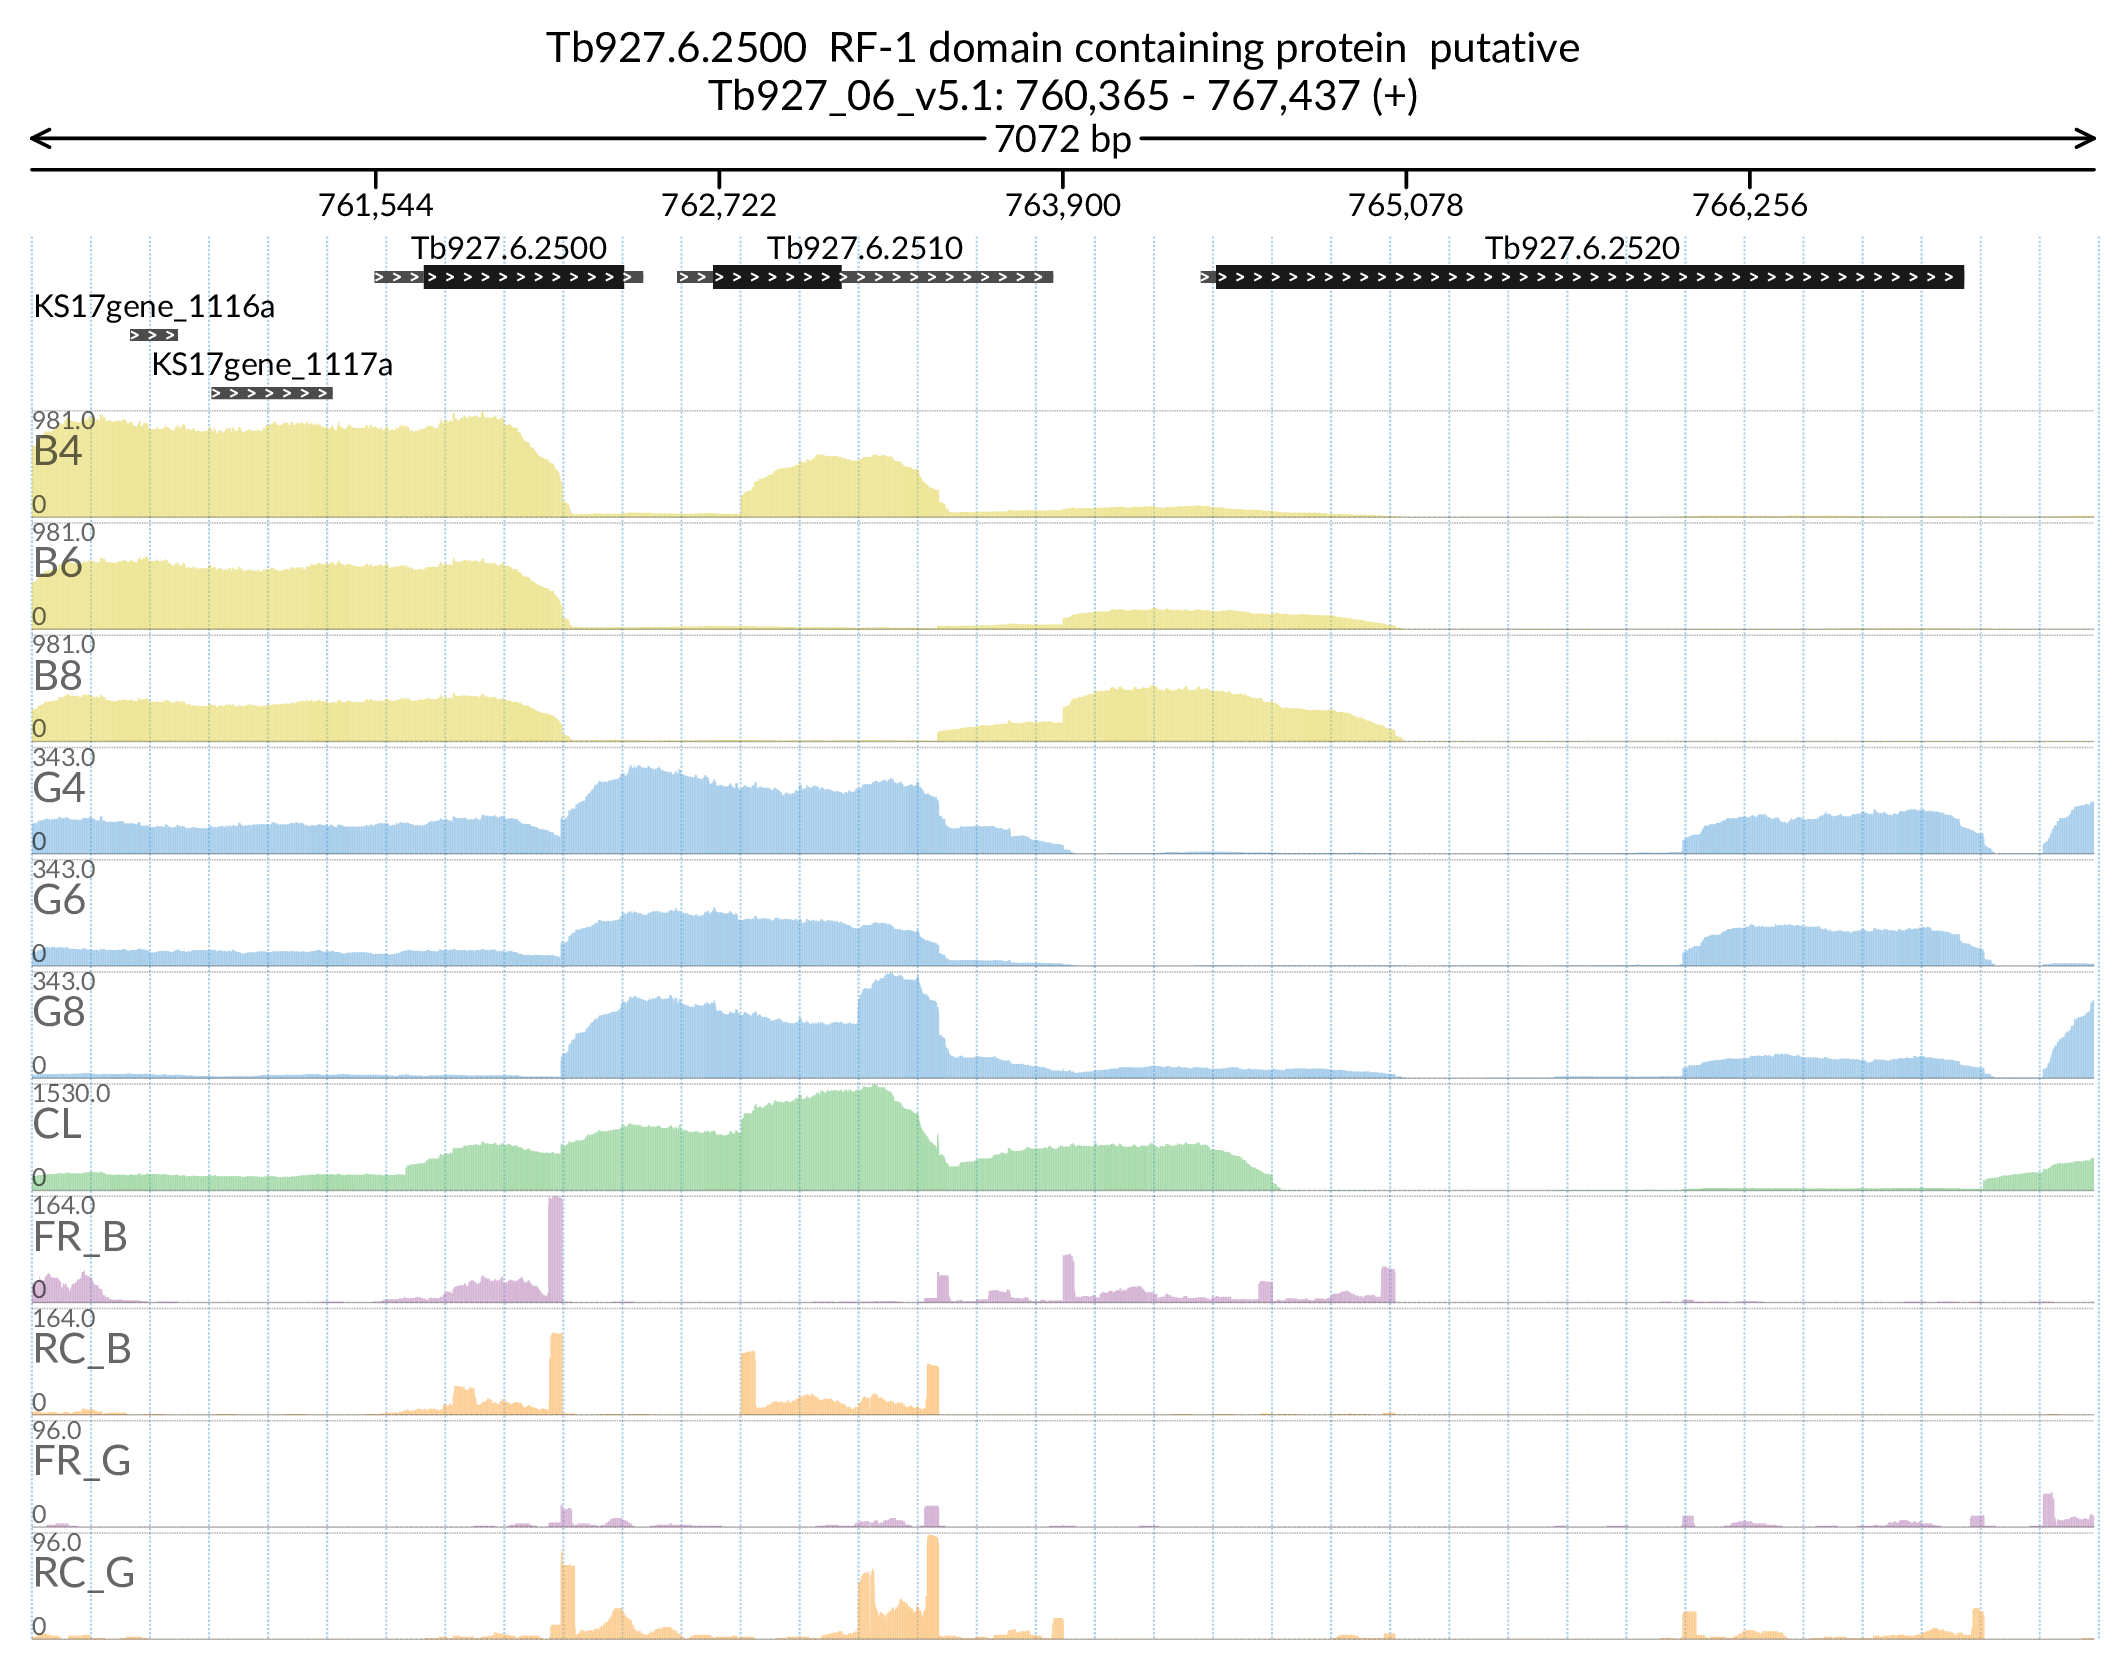 Tb927.6.2500  RF-1 domain containing protein  putative
Tb927_06_v5.1: 760,365 - 767,437 (+)
7072 bp
761,544 762,722 763,900 765,078 766,256
Tb927.6.2500 Tb927.6.2510 Tb927.6.2520
KS17gene_1116a
KS17gene_1117a
981.0
B4
0
981.0
B6
0
981.0
B8
0
343.0
G4
0
343.0
G6
0
343.0
G8
0
1530.0
CL
0
164.0
FR_B
0
164.0
RC_B
0
96.0
FR_G
0
96.0
RC_G
0